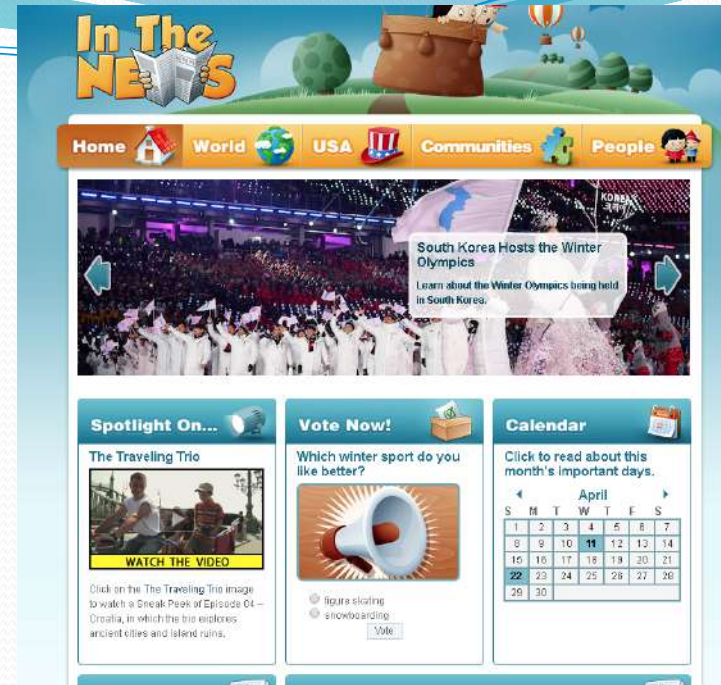 In The
NEWS
Home World USA Communities People
South Korea Hosts the Winter
Olympics
Learn about the Winter Olympics being held
in South Korea.
Spotlight On...
The Traveling Trio
WATCH THE VIDEO
Click on the The Traveling Trio image
to watch a Sneak Peek of Episode 04 –
Croatia, in which the trio explores
ancient cities and island ruins.
Vote Now!
Which winter sport do you
like better?
figure skating
snowboarding
Vote
Calendar
Click to read about this
month's important days.
April
S M T W T F S
1 2 3 4 5 6 7
8 9 10 11 12 13 14
15 16 17 18 19 20 21
22 23 24 25 26 27 28
29 30